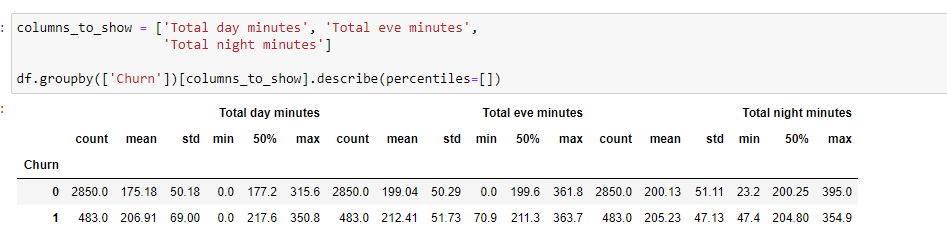 : columns_to_show = ['Total day minutes', 'Total eve minutes',
'Total night minutes']
df.groupby(['Churn'])[columns_to_show].describe(percentiles=[])
:
Total day minutes Total eve minutes Total night minutes
count mean std min 50% max count mean std min 50% max count mean std min 50% max
Churn
0 2850.0 175.18 50.18 0.0 177.2 315.6 2850.0 199.04 50.29 0.0 199.6 361.8 2850.0 200.13 51.11 23.2 200.25 395.0
1 483.0 206.91 69.00 0.0 217.6 350.8 483.0 212.41 51.73 70.9 211.3 363.7 483.0 205.23 47.13 47.4 204.80 354.9